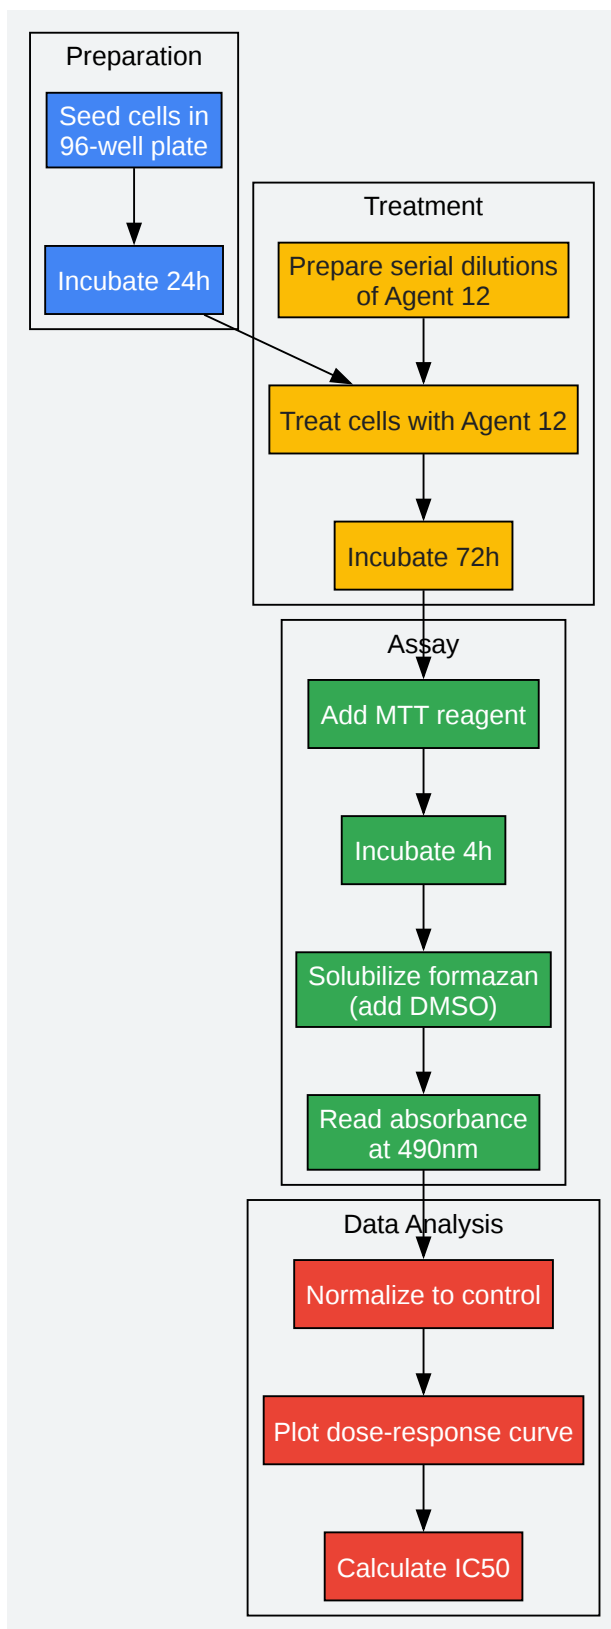 Preparation
Seed cells in
96-well plate
Incubate 24h
Treatment
Prepare serial dilutions
of Agent 12
Treat cells with Agent 12
Incubate 72h
Assay
Add MTT reagent
Incubate 4h
Solubilize formazan
(add DMSO)
Read absorbance
at 490nm
Data Analysis
Normalize to control
Plot dose-response curve
Calculate IC50